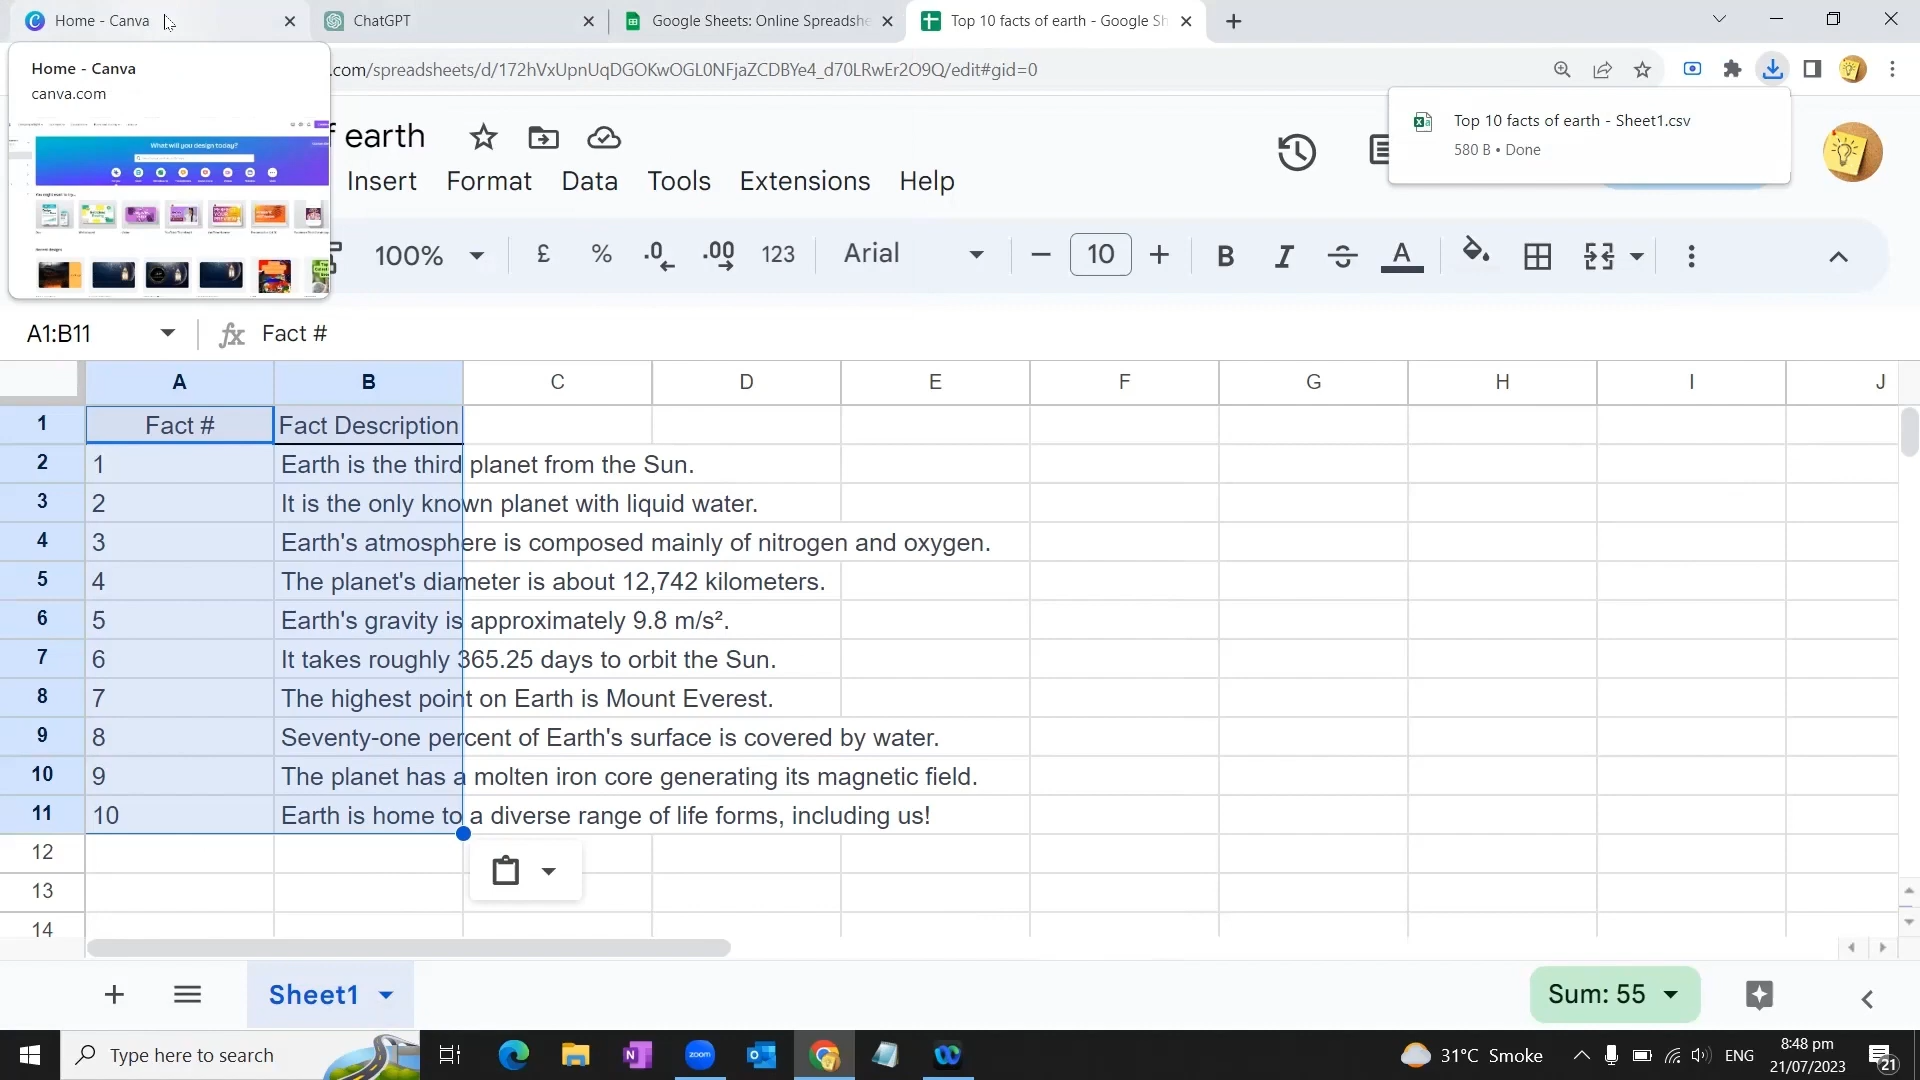 Home - Canva
ChatGPT
Google Sheets: Online Spreadshe
Top 10 facts of earth - Google Sh
Home - Canva
canva.com
.com/spreadsheets/d/172hVxUpnUqDGOKwOGL0NFjaZCDBYe4_d70LRwEr2O9Q/edit#gid=0
What will you design today?
Top 10 facts of earth - Sheet1.csv
580 B • Done
f earth
Insert Format Data Tools Extensions Help
100% £ % .0 .00 123 Arial 10 B I S A
A1:B11 fx Fact #
A B C D E F G H I J
1 Fact # Fact Description
2 1 Earth is the third planet from the Sun.
3 2 It is the only known planet with liquid water.
4 3 Earth's atmosphere is composed mainly of nitrogen and oxygen.
5 4 The planet's diameter is about 12,742 kilometers.
6 5 Earth's gravity is approximately 9.8 m/s².
7 6 It takes roughly 365.25 days to orbit the Sun.
8 7 The highest point on Earth is Mount Everest.
9 8 Seventy-one percent of Earth's surface is covered by water.
10 9 The planet has a molten iron core generating its magnetic field.
11 10 Earth is home to a diverse range of life forms, including us!
12
13
14
Sheet1
Sum: 55
Type here to search
zoom
31°C Smoke
ENG
8:48 pm
21/07/2023
21